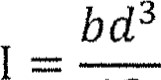 I = bd³/